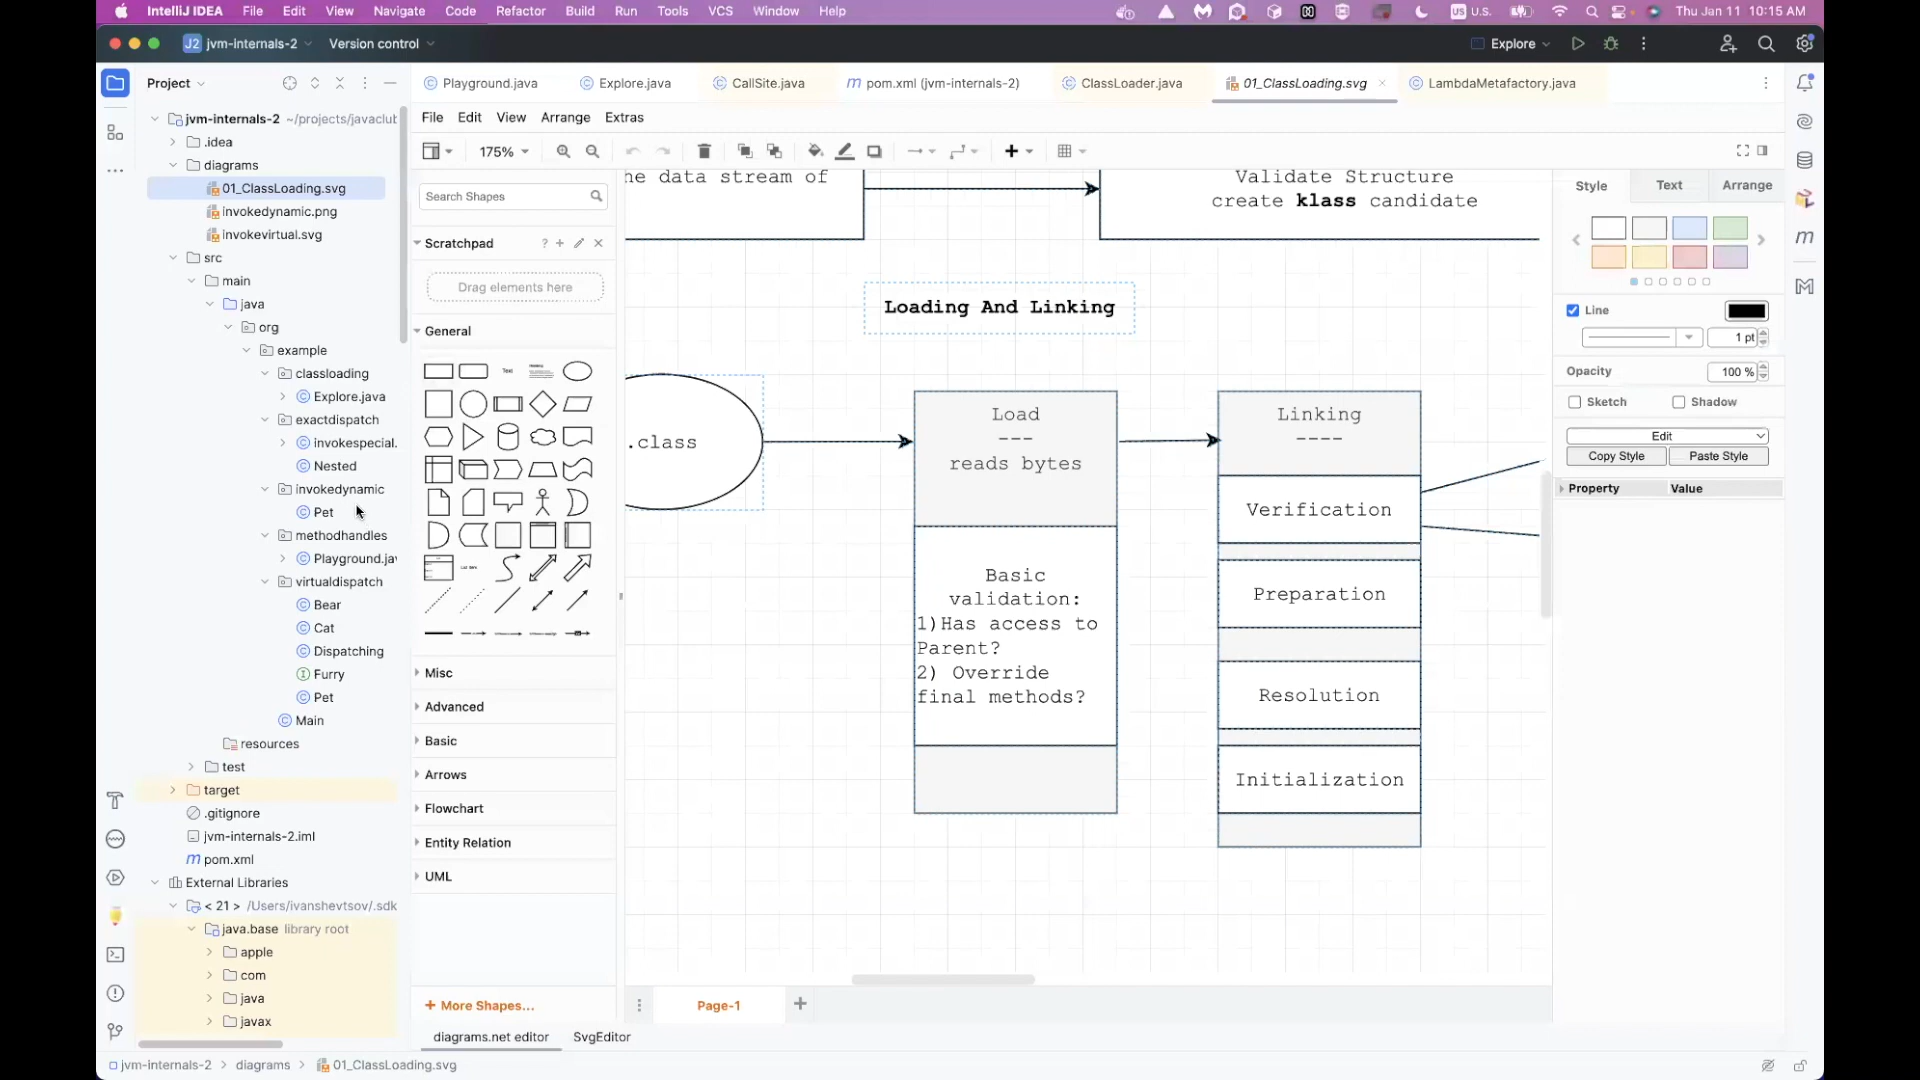 IntelliJ IDEA File Edit View Navigate Code Refactor Build Run Tools VCS Window Help U.S. Thu Jan 11 10:15 AM
J2 jvm-internals-2 Version control Explore
Project
Playground.java Explore.java CallSite.java m pom.xml (jvm-internals-2) ClassLoader.java 01_ClassLoading.svg LambdaMetafactory.java
File Edit View Arrange Extras
175%
jvm-internals-2 ~/projects/javaclub
.idea
diagrams
01_ClassLoading.svg
invokedynamic.png
invokevirtual.svg
src
main
java
org
example
classloading
Explore.java
exactdispatch
invokespecial.
Nested
invokedynamic
Pet
methodhandles
Playground.jav
virtualdispatch
Bear
Cat
Dispatching
Furry
Pet
Main
resources
test
target
.gitignore
jvm-internals-2.iml
m pom.xml
External Libraries
< 21 > /Users/ivanshevtsov/.sdk
java.base library root
apple
com
java
javax
Search Shapes
Scratchpad
?
Drag elements here
General
Text
Misc
Advanced
Basic
Arrows
Flowchart
Entity Relation
UML
+ More Shapes...
he data stream of
Validate Structure
create klass candidate
Loading And Linking
.class
Load
---
reads bytes
Basic
validation:
1)Has access to
Parent?
2) Override
final methods?
Linking
----
Verification
Preparation
Resolution
Initialization
Style Text Arrange
Line
1 pt
Opacity 100 %
Sketch Shadow
Edit
Copy Style Paste Style
Property Value
Page-1
diagrams.net editor SvgEditor
jvm-internals-2 > diagrams > 01_ClassLoading.svg